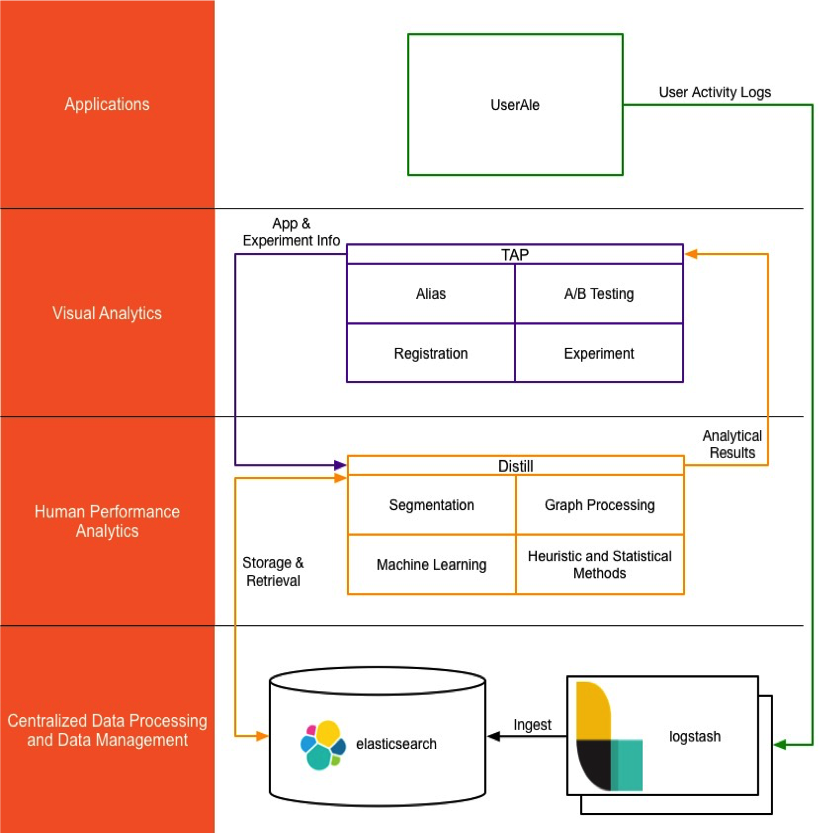 Applications
UserAle
User Activity Logs
Visual Analytics
App &
Experiment Info
TAP
Alias
A/B Testing
Registration
Experiment
Human Performance
Analytics
Analytical
Results
Distill
Segmentation
Graph Processing
Machine Learning
Heuristic and Statistical
Methods
Storage &
Retrieval
Centralized Data Processing
and Data Management
elasticsearch
Ingest
logstash